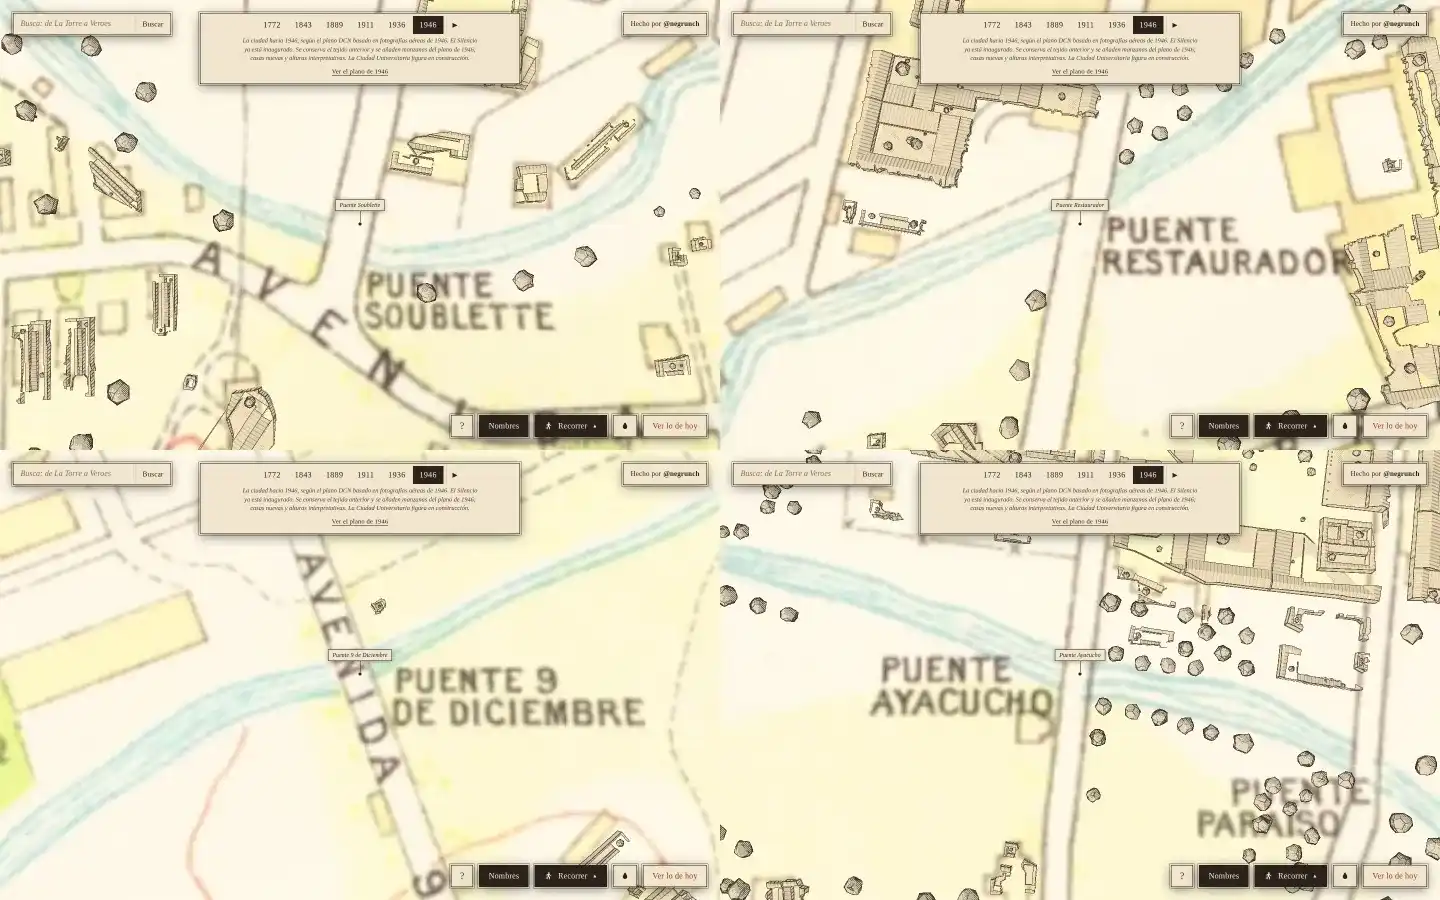 Busca: de La Torre a Veroes
Buscar
1772 1843 1889 1911 1936 1946 ►
La ciudad hacia 1946, según el plano DCN basado en fotografías aéreas de 1946. El Silencio
ya está inaugurado. Se conserva el tejido anterior y se añaden manzanas del plano de 1946;
casas nuevas y alturas interpretativas. La Ciudad Universitaria figura en construcción.
Ver el plano de 1946
Hecho por @negrunch
Puente Soublette
PUENTE
SOUBLETTE
A V E N I
? Nombres Recorrer Ver lo de hoy
Busca: de La Torre a Veroes
Buscar
1772 1843 1889 1911 1936 1946 ►
La ciudad hacia 1946, según el plano DCN basado en fotografías aéreas de 1946. El Silencio
ya está inaugurado. Se conserva el tejido anterior y se añaden manzanas del plano de 1946;
casas nuevas y alturas interpretativas. La Ciudad Universitaria figura en construcción.
Ver el plano de 1946
Hecho por @negrunch
Puente Restaurador
PUENTE
RESTAURADOR
? Nombres Recorrer Ver lo de hoy
Busca: de La Torre a Veroes
Buscar
1772 1843 1889 1911 1936 1946 ►
La ciudad hacia 1946, según el plano DCN basado en fotografías aéreas de 1946. El Silencio
ya está inaugurado. Se conserva el tejido anterior y se añaden manzanas del plano de 1946;
casas nuevas y alturas interpretativas. La Ciudad Universitaria figura en construcción.
Ver el plano de 1946
Hecho por @negrunch
AVENIDA 9
Puente 9 de Diciembre
PUENTE 9
DE DICIEMBRE
? Nombres Recorrer Ver lo de hoy
Busca: de La Torre a Veroes
Buscar
1772 1843 1889 1911 1936 1946 ►
La ciudad hacia 1946, según el plano DCN basado en fotografías aéreas de 1946. El Silencio
ya está inaugurado. Se conserva el tejido anterior y se añaden manzanas del plano de 1946;
casas nuevas y alturas interpretativas. La Ciudad Universitaria figura en construcción.
Ver el plano de 1946
Hecho por @negrunch
Puente Ayacucho
PUENTE
AYACUCHO
PUENTE
PARAISO
? Nombres Recorrer Ver lo de hoy